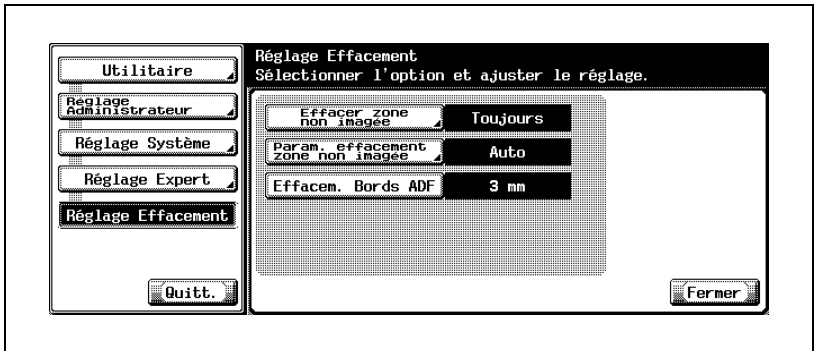 Utilitaire
Réglage
Administrateur
Réglage Système
Réglage Expert
Réglage Effacement
Quitt.
Réglage Effacement
Sélectionner l'option et ajuster le réglage.
Effacer zone
non imagée
Toujours
Param. effacement
zone non imagée
Auto
Effacem. Bords ADF
3 mm
Fermer